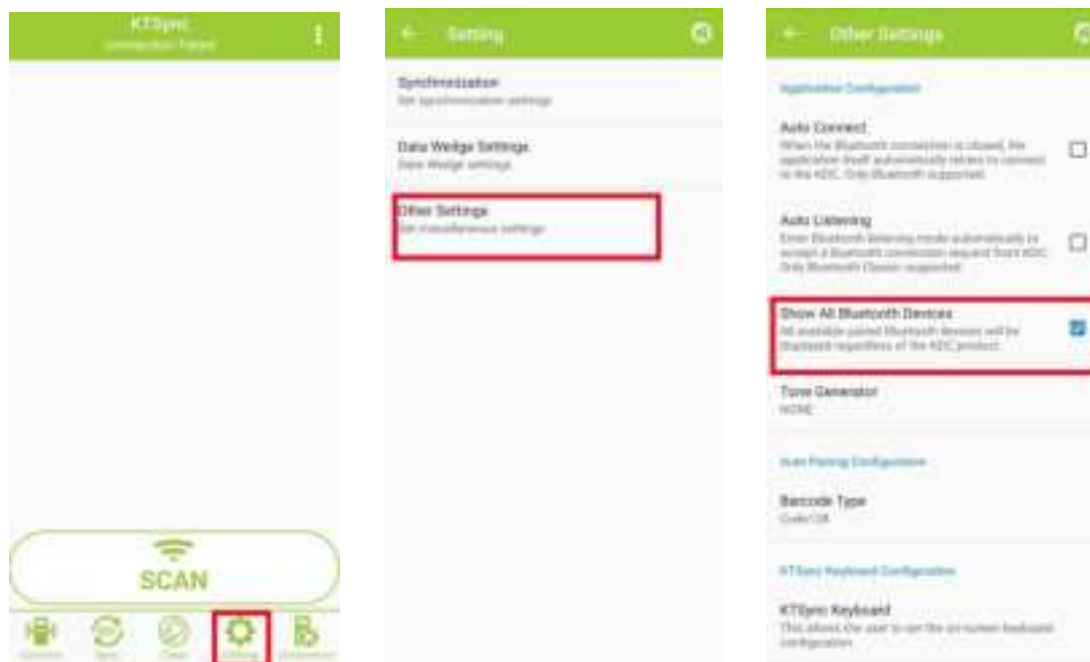 KTSync
Connection Failed
SCAN
Connect
Sync
Clear
Setting
Setting
Synchronization
Set synchronization settings
Data Wedge Settings
Data Wedge settings
Other Settings
Set miscellaneous settings
Other Settings
Application Configuration
Auto Connect
When the Bluetooth connection is closed, the
application itself automatically retries to connect
to the KDC. Only Bluetooth supported.
Auto Listening
Enter Bluetooth listening mode automatically to
accept a Bluetooth connection request from KDC.
Only Bluetooth Classic supported.
Show All Bluetooth Devices
All available paired Bluetooth devices will be
displayed regardless of the KDC product.
Tone Generator
NONE
Scan Pairing Configuration
Barcode Type
Code128
KTSync Keyboard Configuration
KTSync Keyboard
This allows the user to set the on-screen keyboard
configuration